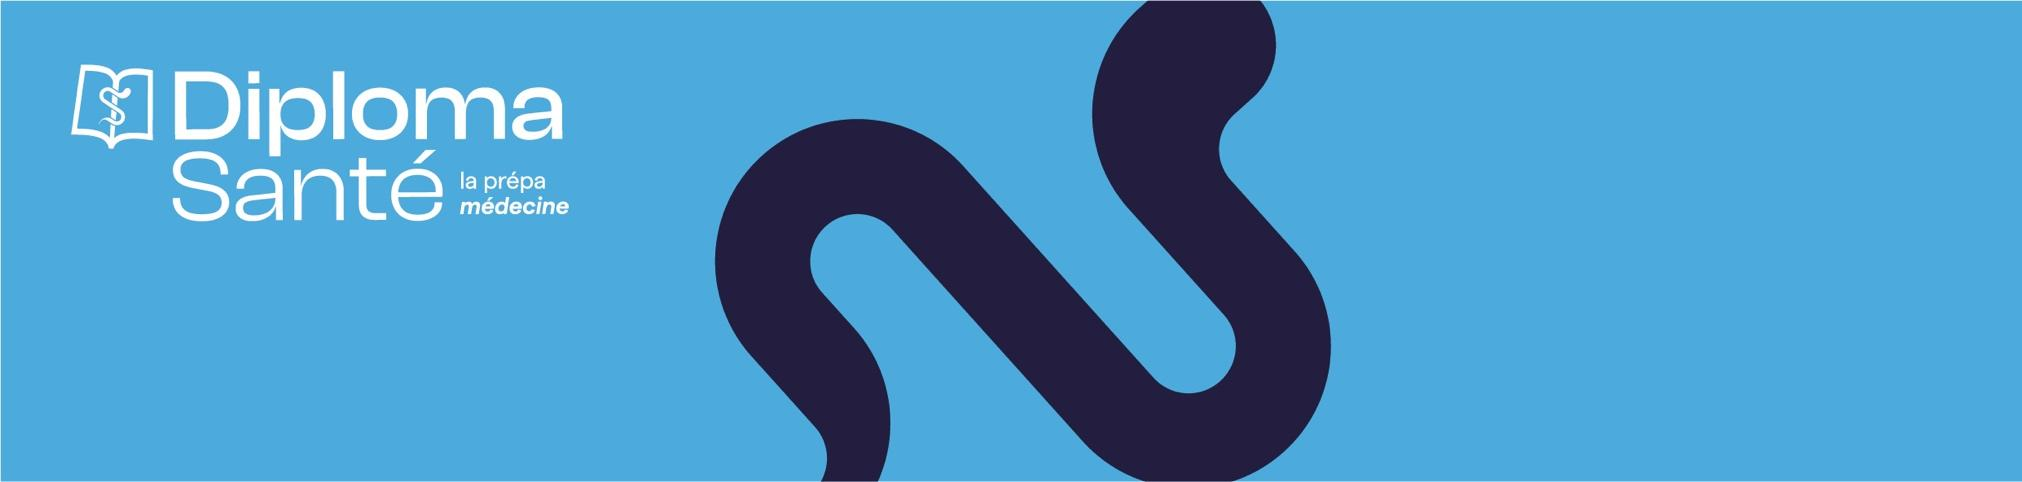 Diploma
Santé
la prépa
médecine